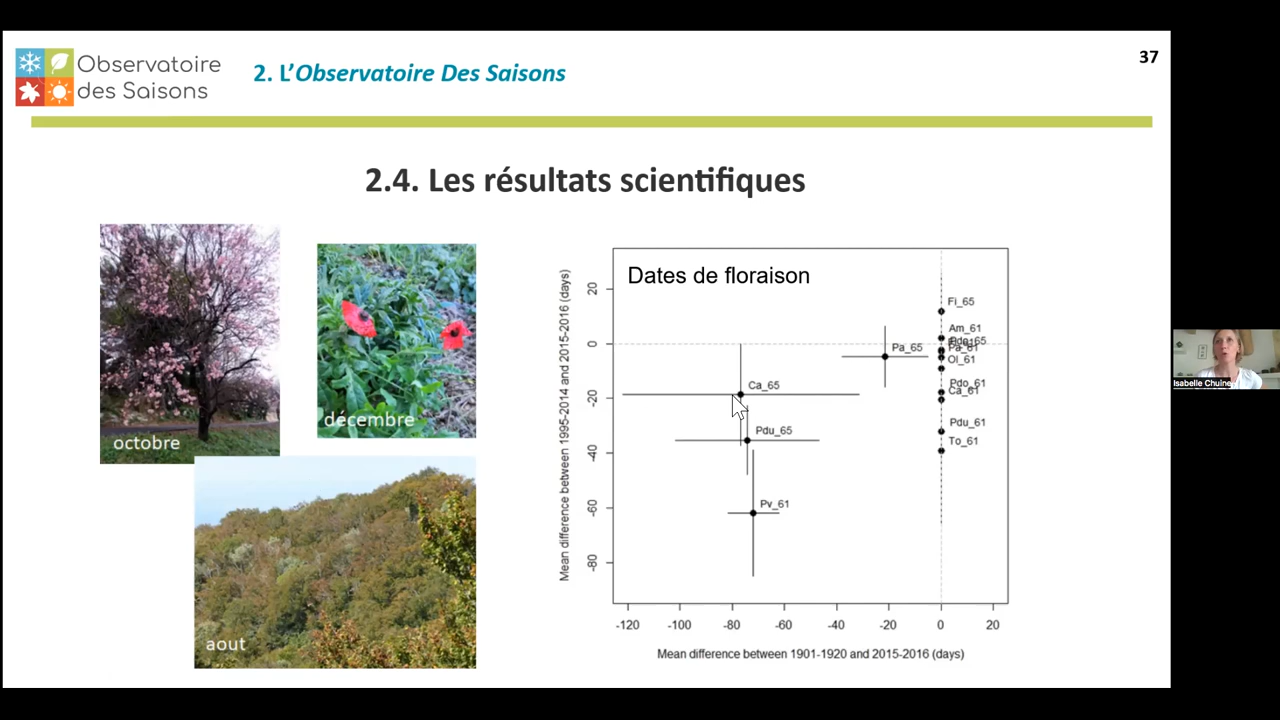 Observatoire
des Saisons
2. L'Observatoire Des Saisons
37
2.4. Les résultats scientifiques
octobre
décembre
aout
Dates de floraison
Mean difference between 1995-2014 and 2015-2016 (days)
20
0
-20
-40
-60
-80
Fi_65
Am_61
Pa_65
Pa_61
Ol_61
Ca_65
Pdo_61
Ca_61
Pdu_65
Pdu_61
To_61
Pv_61
-120
-100
-80
-60
-40
-20
0
20
Mean difference between 1901-1920 and 2015-2016 (days)
Isabelle Chuine